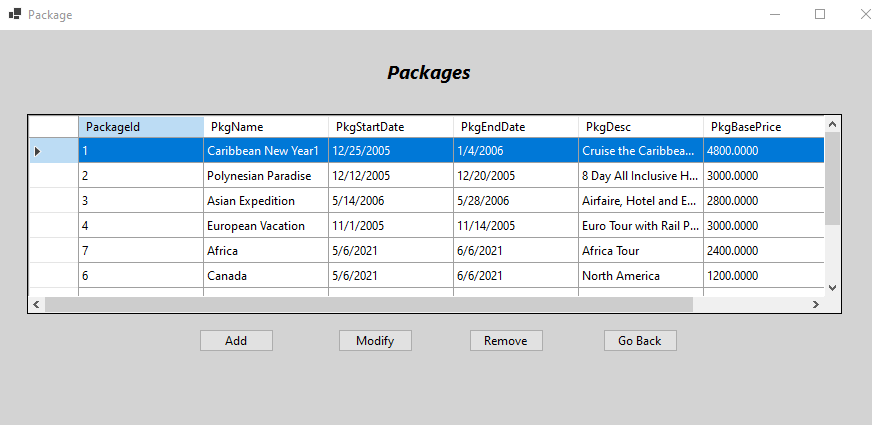 Package
Packages
PackageId PkgName PkgStartDate PkgEndDate PkgDesc PkgBasePrice
1 Caribbean New Year1 12/25/2005 1/4/2006 Cruise the Caribbea... 4800.0000
2 Polynesian Paradise 12/12/2005 12/20/2005 8 Day All Inclusive H... 3000.0000
3 Asian Expedition 5/14/2006 5/28/2006 Airfaire, Hotel and E... 2800.0000
4 European Vacation 11/1/2005 11/14/2005 Euro Tour with Rail P... 3000.0000
7 Africa 5/6/2021 6/6/2021 Africa Tour 2400.0000
6 Canada 5/6/2021 6/6/2021 North America 1200.0000
Add Modify Remove Go Back